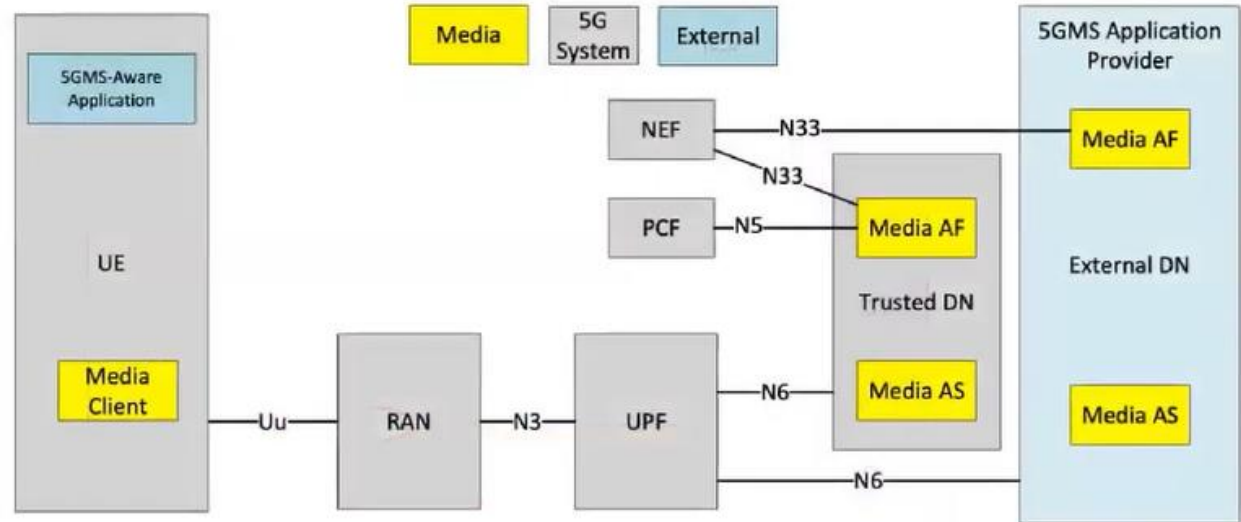 Media
5G
System
External
5GMS Application
Provider
5GMS-Aware
Application
NEF
N33
Media AF
N33
PCF
N5
Media AF
UE
External DN
Trusted DN
Media
Client
Uu
RAN
N3
UPF
N6
Media AS
Media AS
N6